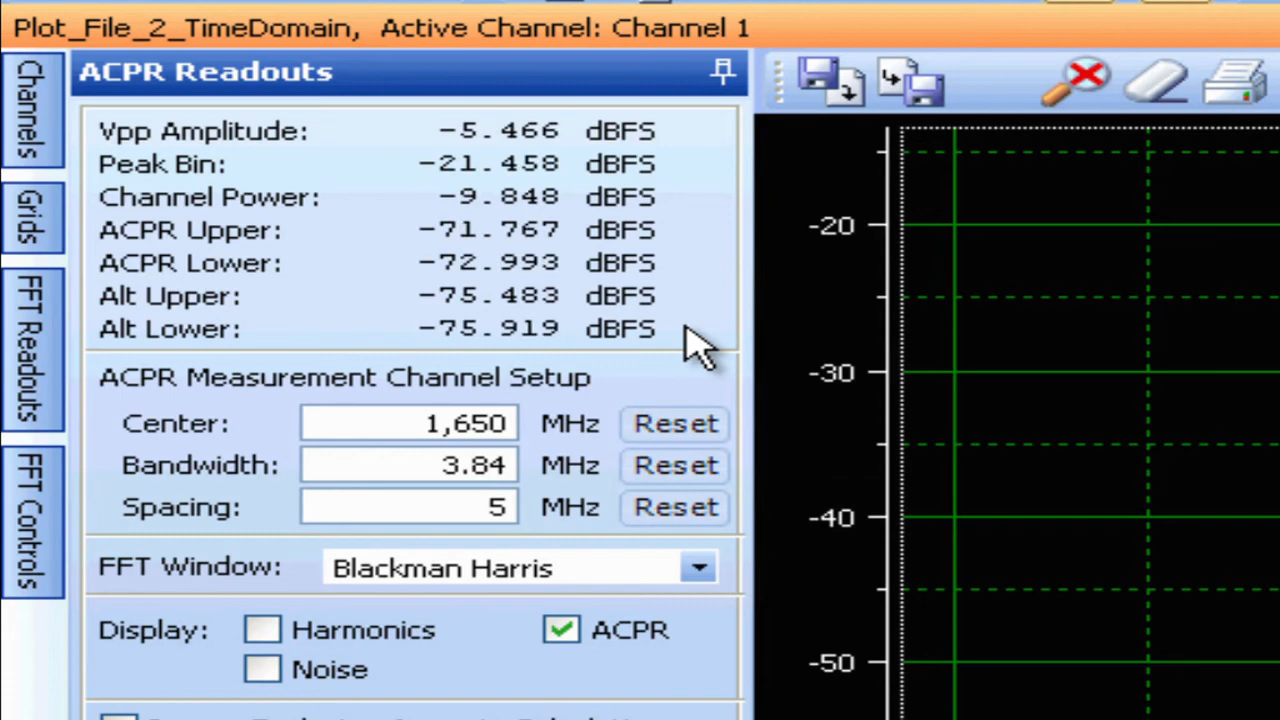 Plot_File_2_TimeDomain, Active Channel: Channel 1
Channels
Grids
FFT Readouts
FFT Controls
ACPR Readouts
Vpp Amplitude: -5.466 dBFS
Peak Bin: -21.458 dBFS
Channel Power: -9.848 dBFS
ACPR Upper: -71.767 dBFS
ACPR Lower: -72.993 dBFS
Alt Upper: -75.483 dBFS
Alt Lower: -75.919 dBFS
ACPR Measurement Channel Setup
Center: 1,650 MHz Reset
Bandwidth: 3.84 MHz Reset
Spacing: 5 MHz Reset
FFT Window: Blackman Harris
Display: Harmonics ACPR
Noise
-20
-30
-40
-50